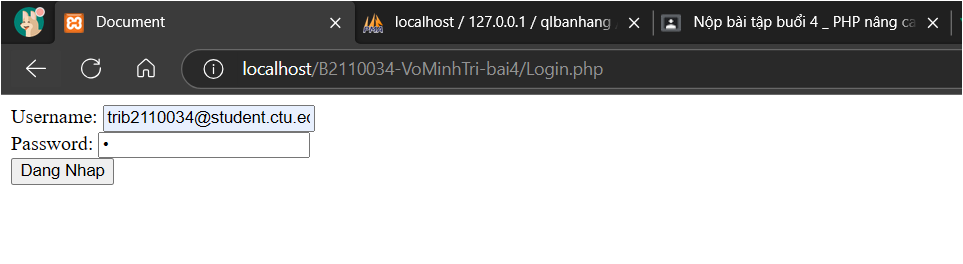 Document
localhost / 127.0.0.1 / qlbanhang
Nộp bài tập buổi 4 _ PHP nâng ca
localhost/B2110034-VoMinhTri-bai4/Login.php
Username: trib2110034@student.ctu.ed
Password: •
Dang Nhap